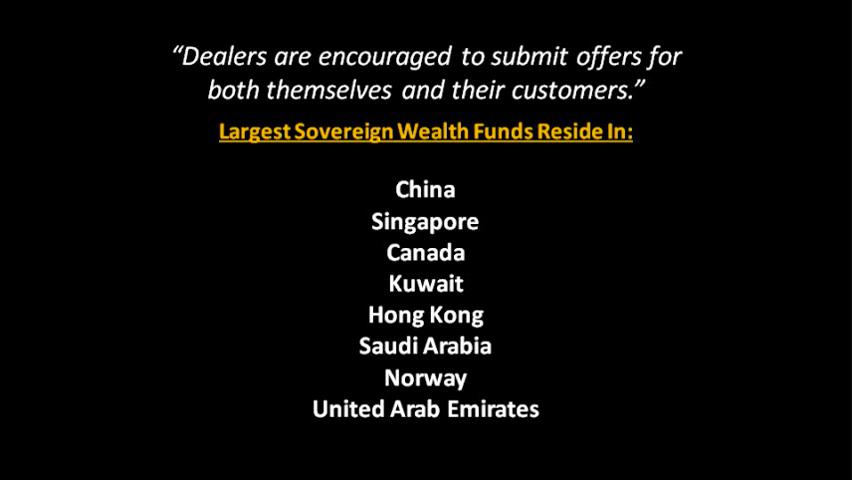 “Dealers are encouraged to submit offers for
both themselves and their customers.”
Largest Sovereign Wealth Funds Reside In:
China
Singapore
Canada
Kuwait
Hong Kong
Saudi Arabia
Norway
United Arab Emirates